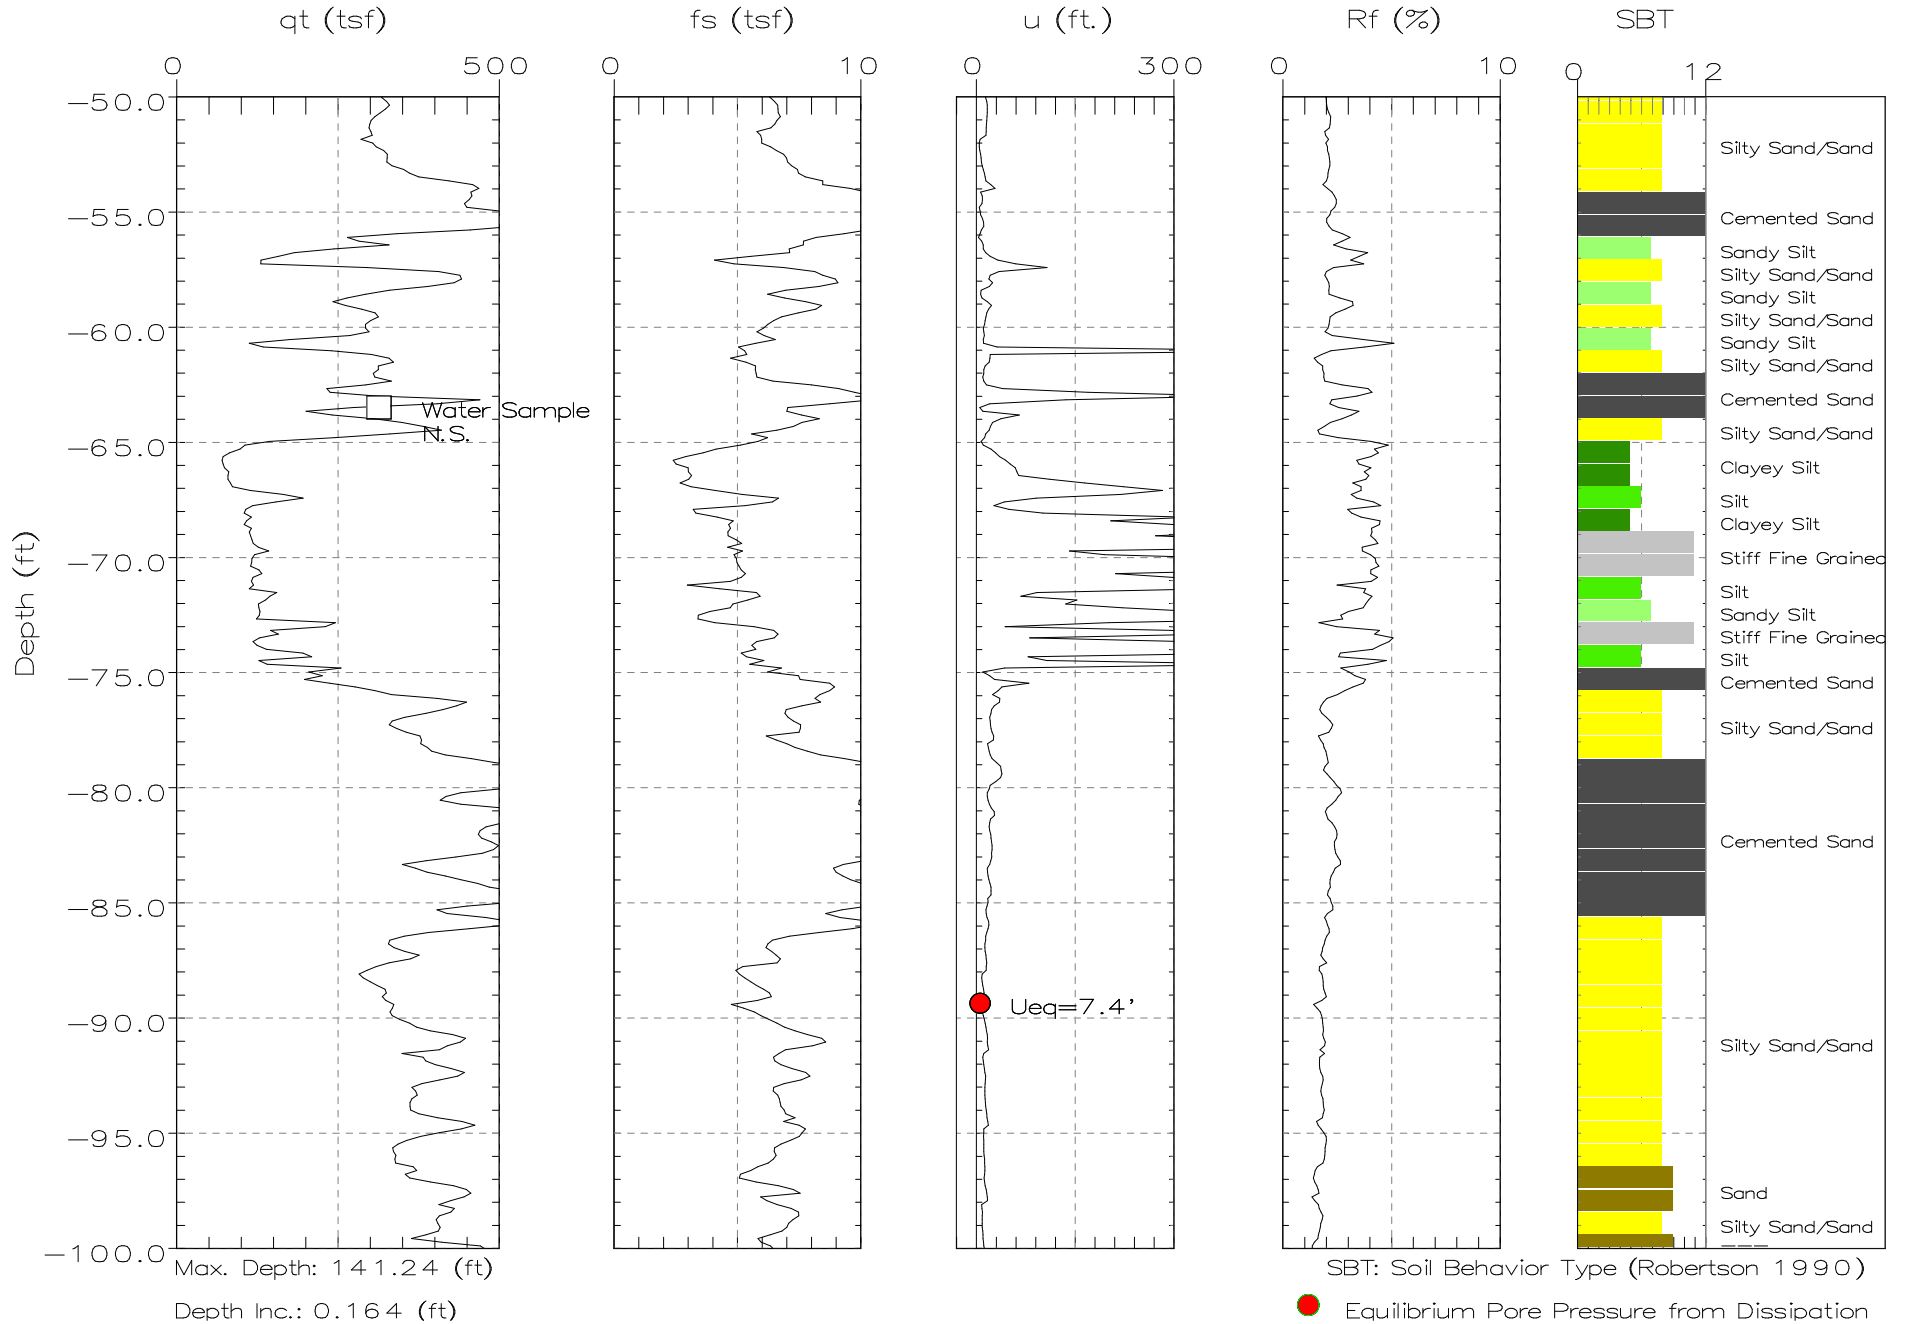 qt (tsf) fs (tsf) u (ft.) Rf (%) SBT
0 500 0 10 0 300 0 10 0 12
-50.0
Silty Sand/Sand
-55.0
Cemented Sand
Sandy Silt
Silty Sand/Sand
Sandy Silt
Silty Sand/Sand
-60.0
Sandy Silt
Silty Sand/Sand
Cemented Sand
Water Sample
N.S.
Silty Sand/Sand
-65.0
Clayey Silt
Silt
Clayey Silt
-70.0
Stiff Fine Grained
Silt
Sandy Silt
Stiff Fine Grained
Silt
Depth (ft)
-75.0
Cemented Sand
Silty Sand/Sand
-80.0
Cemented Sand
-85.0
Ueq=7.4'
-90.0
Silty Sand/Sand
-95.0
Sand
Silty Sand/Sand
-100.0
Max. Depth: 141.24 (ft)
SBT: Soil Behavior Type (Robertson 1990)
Depth Inc.: 0.164 (ft)
Equilibrium Pore Pressure from Dissipation